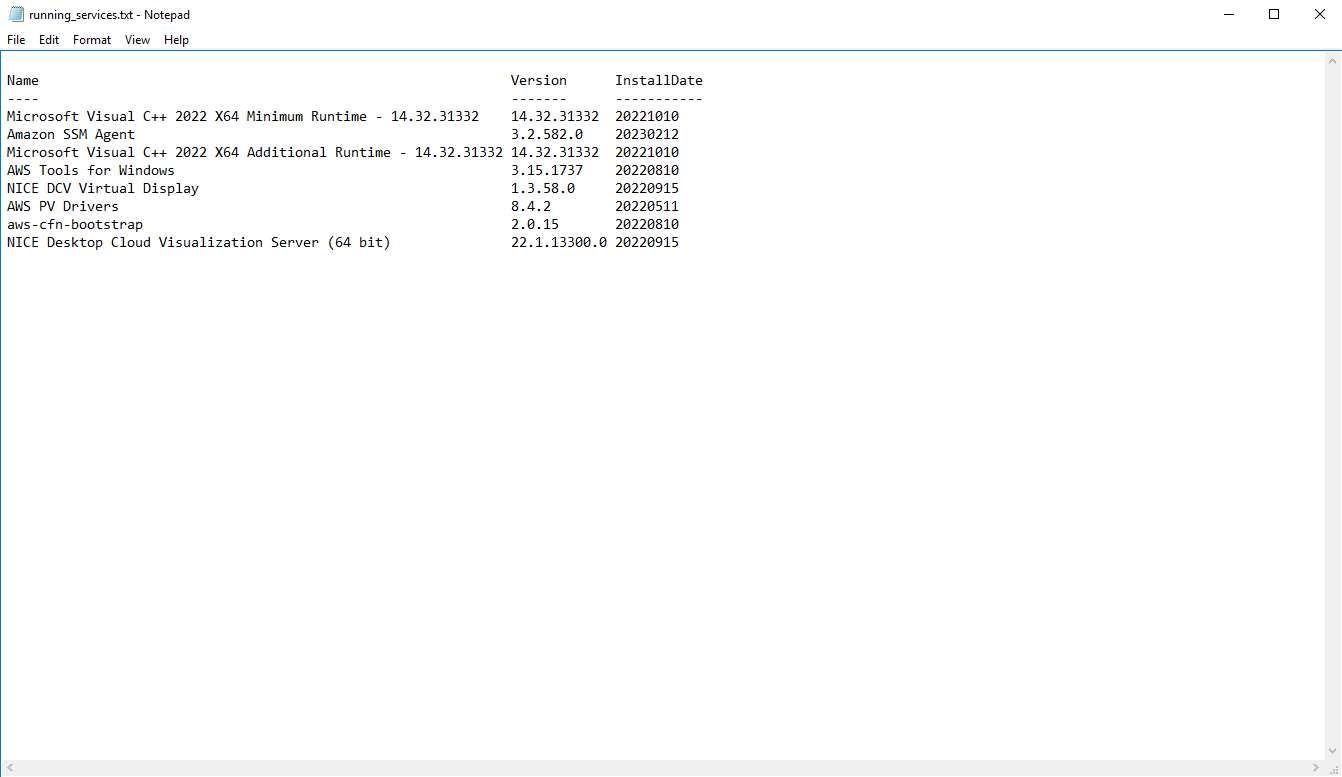 running_services.txt - Notepad
File Edit Format View Help
Name Version InstallDate
---- ------- -----------
Microsoft Visual C++ 2022 X64 Minimum Runtime - 14.32.31332 14.32.31332 20221010
Amazon SSM Agent 3.2.582.0 20230212
Microsoft Visual C++ 2022 X64 Additional Runtime - 14.32.31332 14.32.31332 20221010
AWS Tools for Windows 3.15.1737 20220810
NICE DCV Virtual Display 1.3.58.0 20220915
AWS PV Drivers 8.4.2 20220511
aws-cfn-bootstrap 2.0.15 20220810
NICE Desktop Cloud Visualization Server (64 bit) 22.1.13300.0 20220915